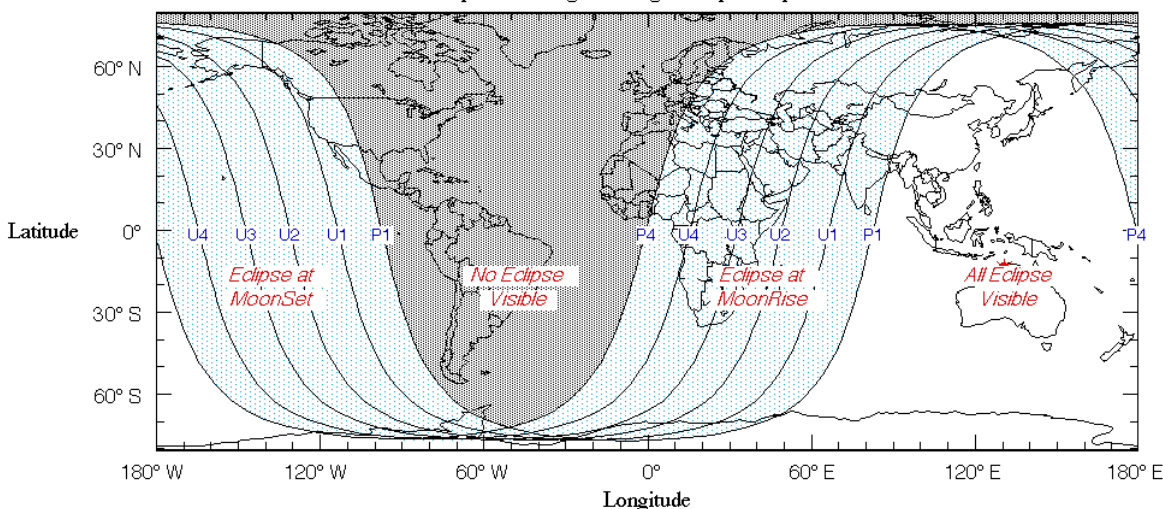 60° N
30° N
Latitude
0°
30° S
60° S
U4 U3 U2 U1 P1 P4 U4 U3 U2 U1 P1 P4
Eclipse at
MoonSet
No Eclipse
Visible
Eclipse at
MoonRise
All Eclipse
Visible
180° W 120° W 60° W 0° 60° E 120° E 180° E
Longitude